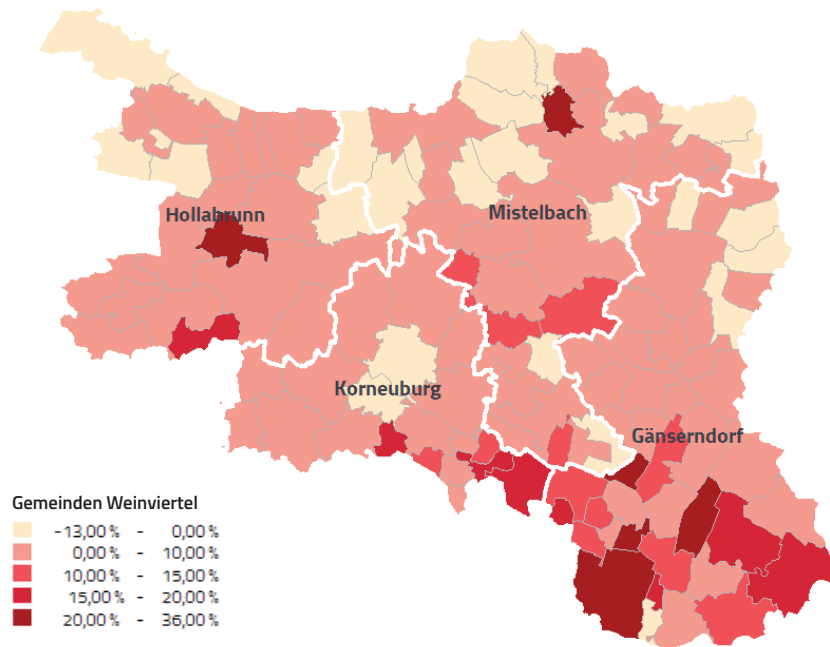 Hollabrunn
Mistelbach
Korneuburg
Gänserndorf
Gemeinden Weinviertel
-13,00 % - 0,00 %
0,00 % - 10,00 %
10,00 % - 15,00 %
15,00 % - 20,00 %
20,00 % - 36,00 %